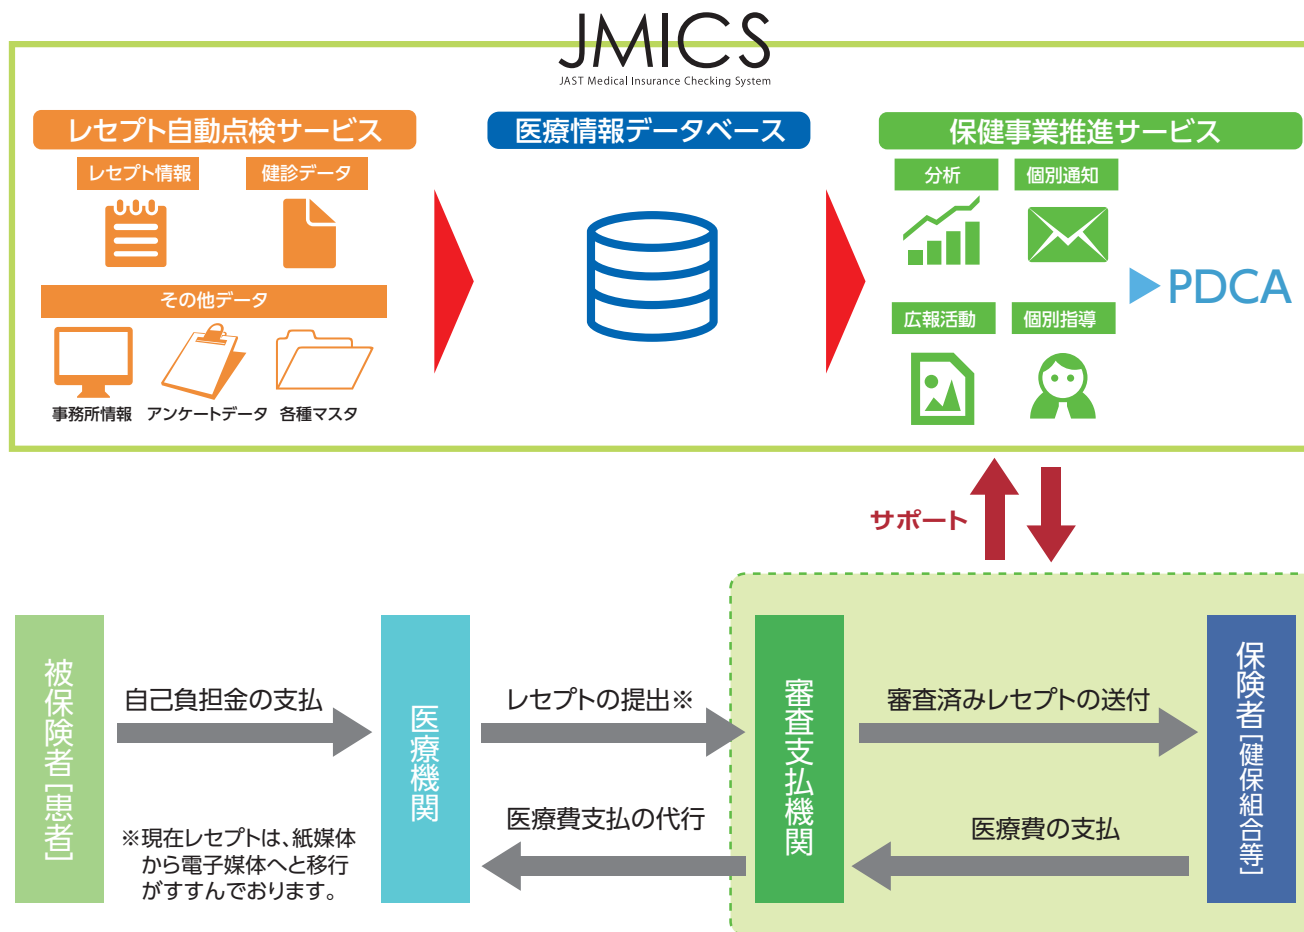 JMICS
JAST Medical Insurance Checking System
レセプト自動点検サービス
レセプト情報
健診データ
その他データ
事務所情報
アンケートデータ
各種マスタ
医療情報データベース
保健事業推進サービス
分析
個別通知
広報活動
個別指導
PDCA
サポート
被保険者[患者]
自己負担金の支払
※現在レセプトは、紙媒体
から電子媒体へと移行
がすすんでおります。
医療機関
レセプトの提出※
医療費支払の代行
審査支払機関
審査済みレセプトの送付
医療費の支払
保険者[健保組合等]